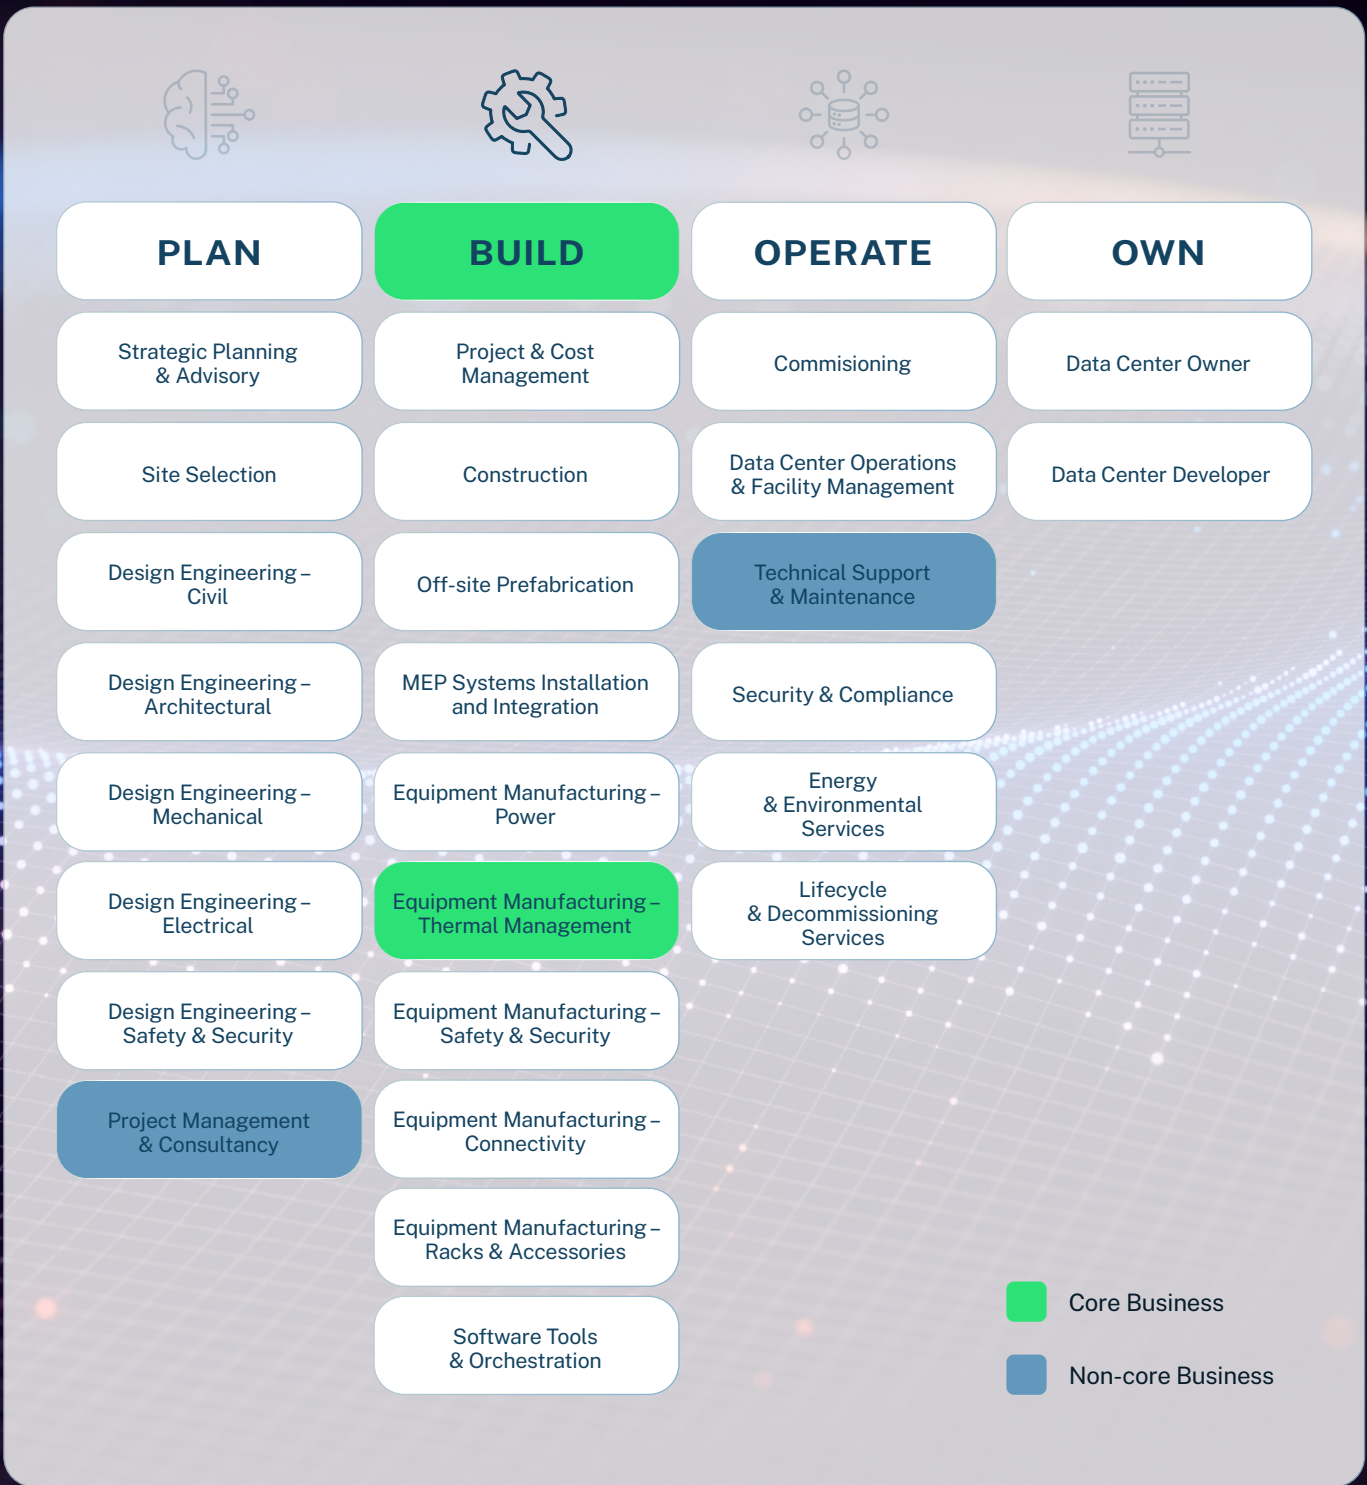 PLAN
Strategic Planning
& Advisory
Site Selection
Design Engineering –
Civil
Design Engineering –
Architectural
Design Engineering –
Mechanical
Design Engineering –
Electrical
Design Engineering –
Safety & Security
Project Management
& Consultancy
BUILD
Project & Cost
Management
Construction
Off-site Prefabrication
MEP Systems Installation
and Integration
Equipment Manufacturing –
Power
Equipment Manufacturing –
Thermal Management
Equipment Manufacturing –
Safety & Security
Equipment Manufacturing –
Connectivity
Equipment Manufacturing –
Racks & Accessories
Software Tools
& Orchestration
OPERATE
Commisioning
Data Center Operations
& Facility Management
Technical Support
& Maintenance
Security & Compliance
Energy
& Environmental
Services
Lifecycle
& Decommissioning
Services
OWN
Data Center Owner
Data Center Developer
Core Business
Non-core Business